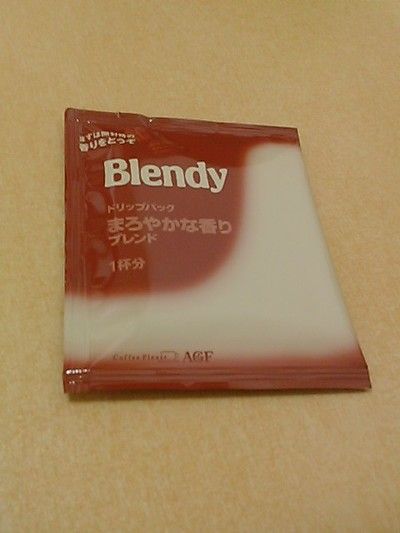 まずは開封時の
香りをどうぞ
Blendy
ドリップパック
まろやかな香り
ブレンド
1杯分
Coffee First AGF